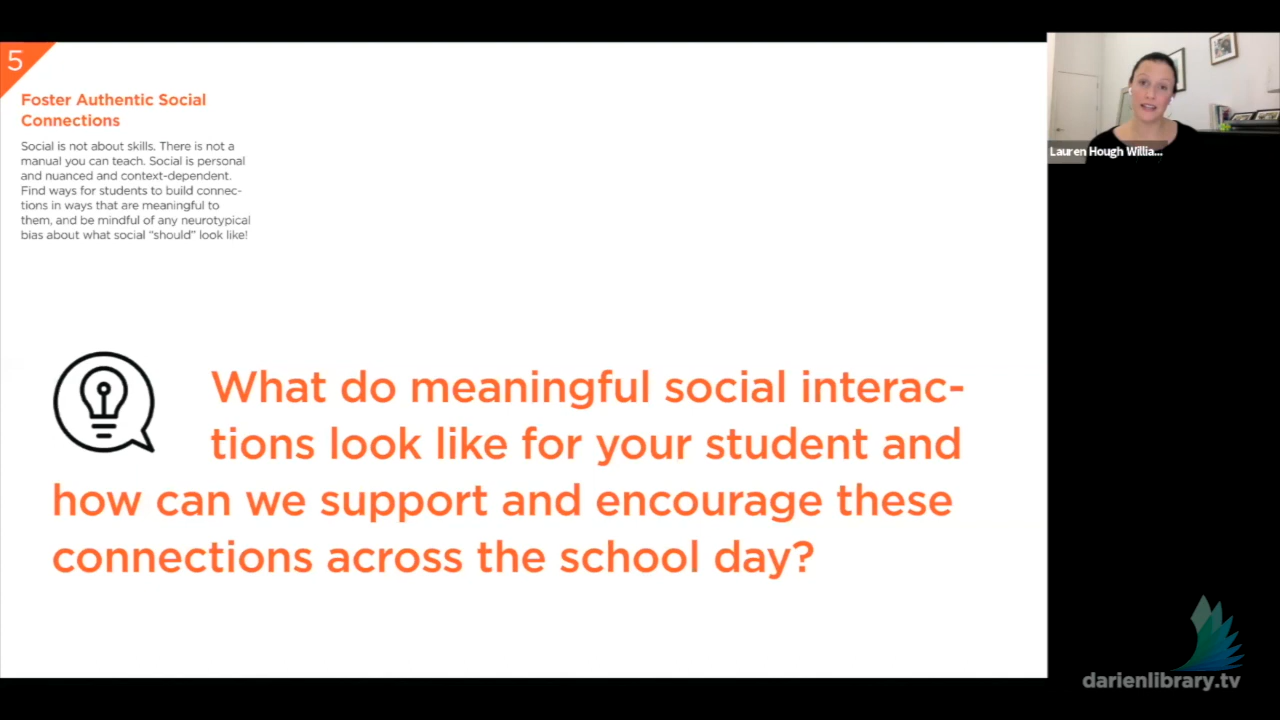 5
Foster Authentic Social
Connections
Social is not about skills. There is not a
manual you can teach. Social is personal
and nuanced and context-dependent.
Find ways for students to build connec-
tions in ways that are meaningful to
them, and be mindful of any neurotypical
bias about what social “should” look like!
What do meaningful social interac-
tions look like for your student and
how can we support and encourage these
connections across the school day?
Lauren Hough Willia...
darienlibrary.tv